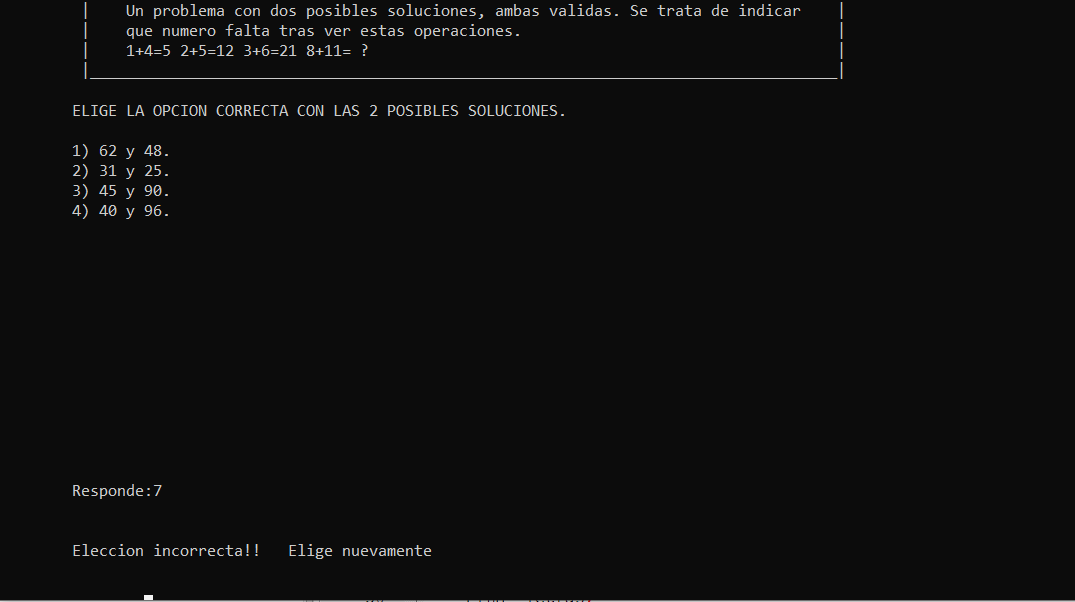 Un problema con dos posibles soluciones, ambas validas. Se trata de indicar
que numero falta tras ver estas operaciones.
1+4=5 2+5=12 3+6=21 8+11= ?
ELIGE LA OPCION CORRECTA CON LAS 2 POSIBLES SOLUCIONES.
1) 62 y 48.
2) 31 y 25.
3) 45 y 90.
4) 40 y 96.
Responde:7
Eleccion incorrecta!! Elige nuevamente